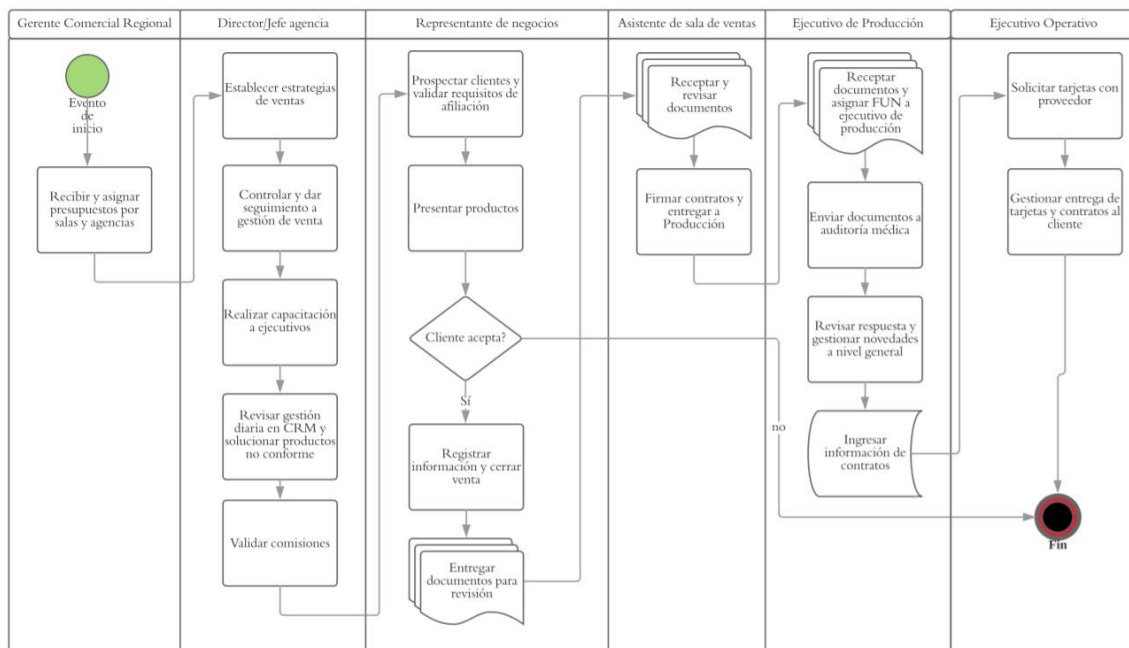 Gerente Comercial Regional
Director/Jefe agencia
Representante de negocios
Asistente de sala de ventas
Ejecutivo de Producción
Ejecutivo Operativo
Evento
de
inicio
Recibir y asignar
presupuestos por
salas y agencias
Establecer estrategias
de ventas
Controlar y dar
seguimiento a
gestión de venta
Realizar capacitación
a ejecutivos
Revisar gestión
diaria en CRM y
solucionar productos
no conforme
Validar comisiones
Prospectar clientes y
validar requisitos de
afiliación
Presentar productos
Cliente acepta?
Sí
no
Registrar
información y cerrar
venta
Entregar
documentos para
revisión
Receptar y
revisar
documentos
Firmar contratos y
entregar a
Producción
Receptar
documentos y
asignar FUN a
ejecutivo de
producción
Enviar documentos a
auditoría médica
Revisar respuesta y
gestionar novedades
a nivel general
Ingresar
información de
contratos
Solicitar tarjetas con
proveedor
Gestionar entrega de
tarjetas y contratos al
cliente
Fin